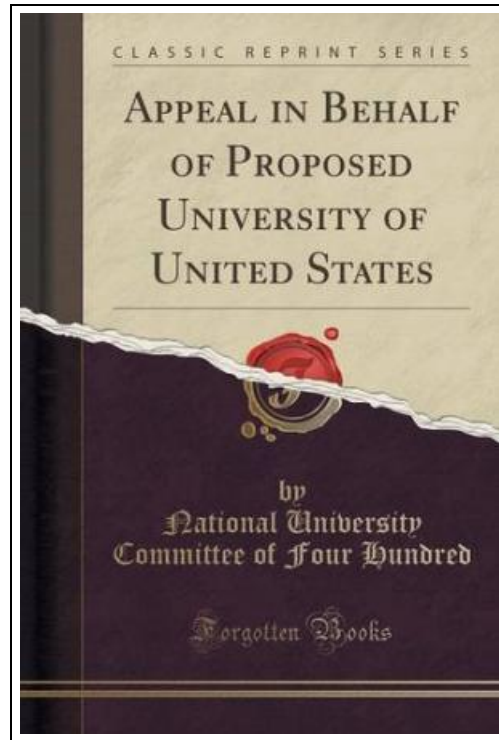 CLASSIC REPRINT SERIES
APPEAL IN BEHALF
OF PROPOSED
UNIVERSITY OF
UNITED STATES
F
by
National University
Committee of Four Hundred
Forgotten Books